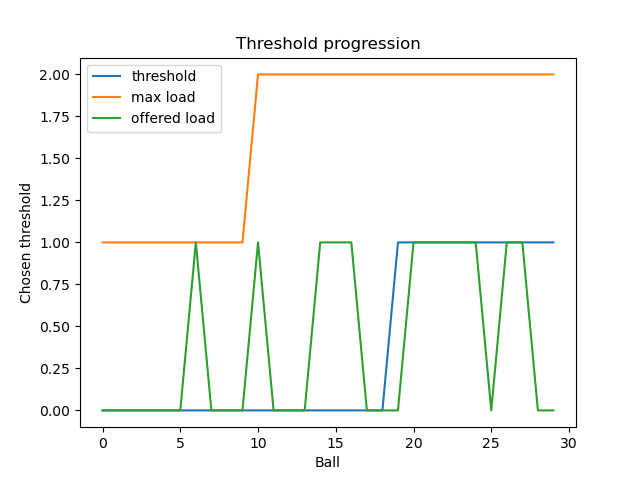 Threshold progression
threshold
max load
offered load
Chosen threshold
2.00
1.75
1.50
1.25
1.00
0.75
0.50
0.25
0.00
0 5 10 15 20 25 30
Ball